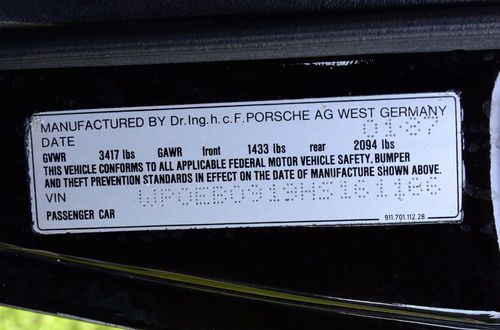 MANUFACTURED BY Dr.Ing.h.c.F.PORSCHE AG WEST GERMANY
DATE 01·87
GVWR 3417 lbs GAWR front 1433 lbs rear 2094 lbs
THIS VEHICLE CONFORMS TO ALL APPLICABLE FEDERAL MOTOR VEHICLE SAFETY, BUMPER
AND THEFT PREVENTION STANDARDS IN EFFECT ON THE DATE OF MANUFACTURE SHOWN ABOVE.
VIN
PASSENGER CAR 911.701.112.28